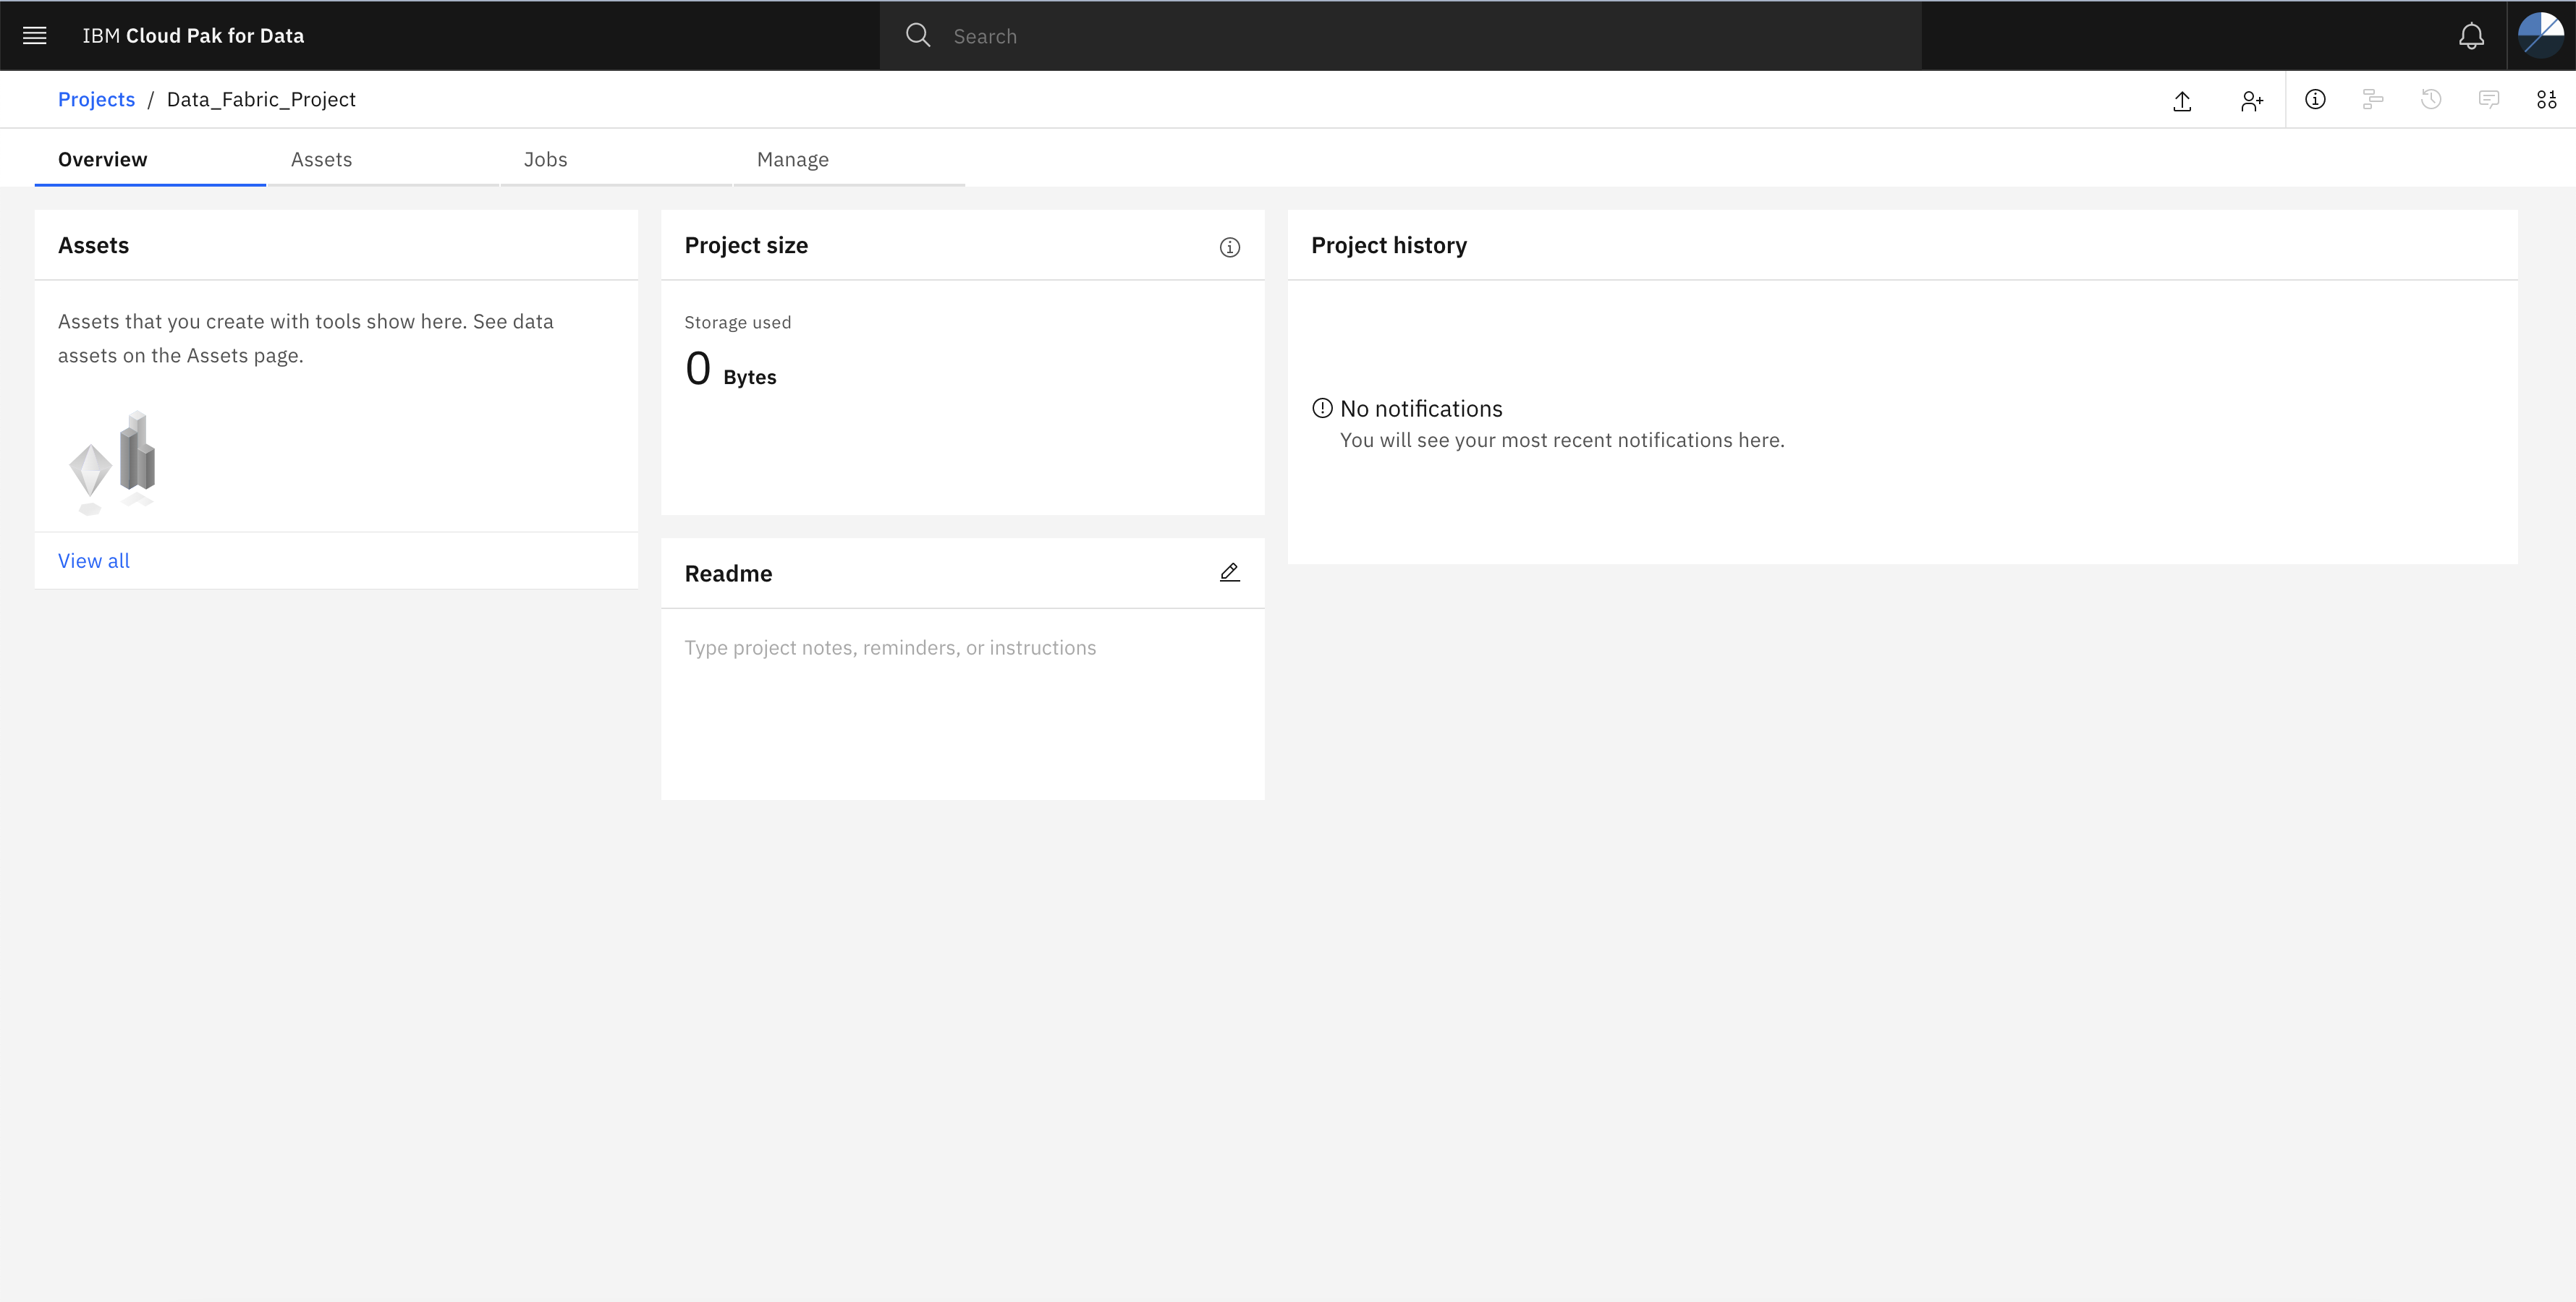 IBM Cloud Pak for Data
Search
Projects / Data_Fabric_Project
Overview
Assets
Jobs
Manage
Assets
Assets that you create with tools show here. See data
assets on the Assets page.
View all
Project size
Storage used
0 Bytes
Readme
Type project notes, reminders, or instructions
Project history
No notifications
You will see your most recent notifications here.